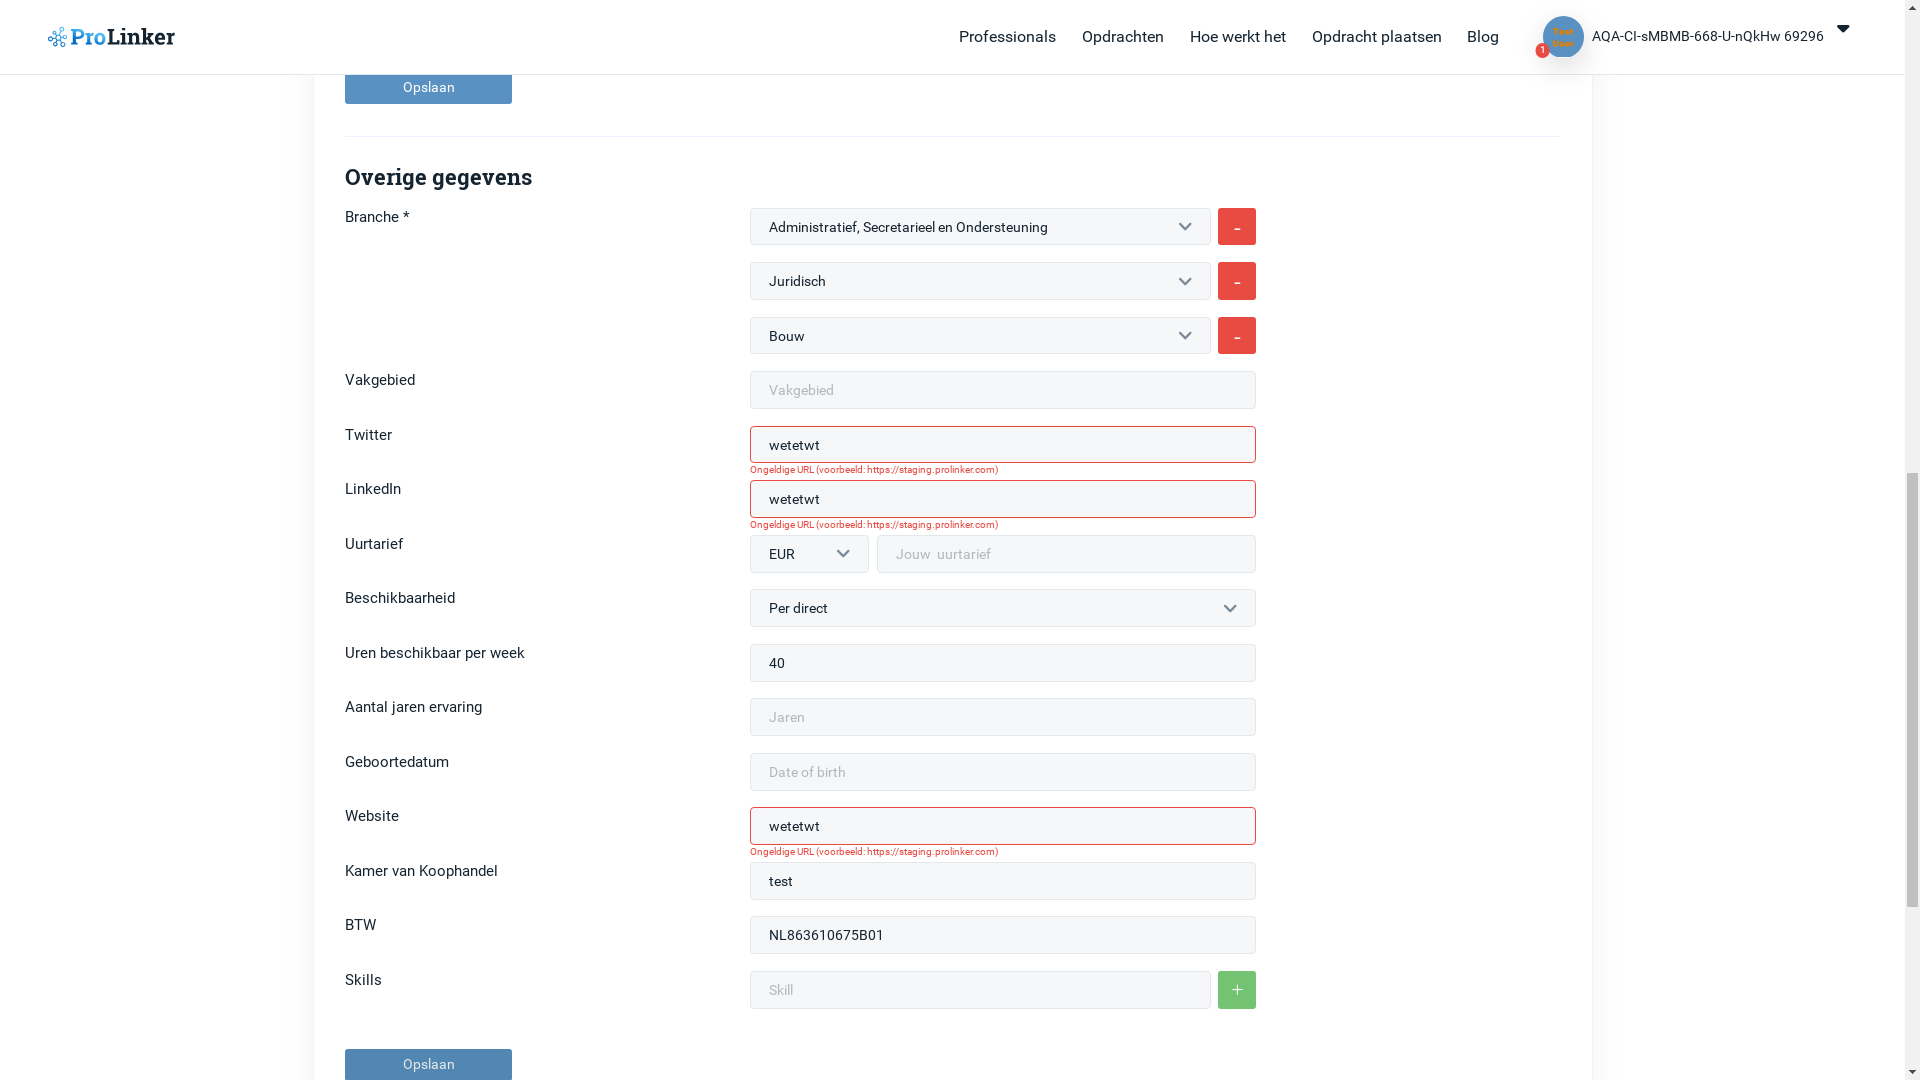 ProLinker
Professionals
Opdrachten
Hoe werkt het
Opdracht plaatsen
Blog
Test
User
1
AQA-CI-sMBMB-668-U-nQkHw 69296
Opslaan
Overige gegevens
Branche *
Administratief, Secretarieel en Ondersteuning
-
Juridisch
-
Bouw
-
Vakgebied
Vakgebied
Twitter
wetetwt
Ongeldige URL (voorbeeld: https://staging.prolinker.com)
LinkedIn
wetetwt
Ongeldige URL (voorbeeld: https://staging.prolinker.com)
Uurtarief
EUR
Jouw uurtarief
Beschikbaarheid
Per direct
Uren beschikbaar per week
40
Aantal jaren ervaring
Jaren
Geboortedatum
Date of birth
Website
wetetwt
Ongeldige URL (voorbeeld: https://staging.prolinker.com)
Kamer van Koophandel
test
BTW
NL863610675B01
Skills
Skill
+
Opslaan